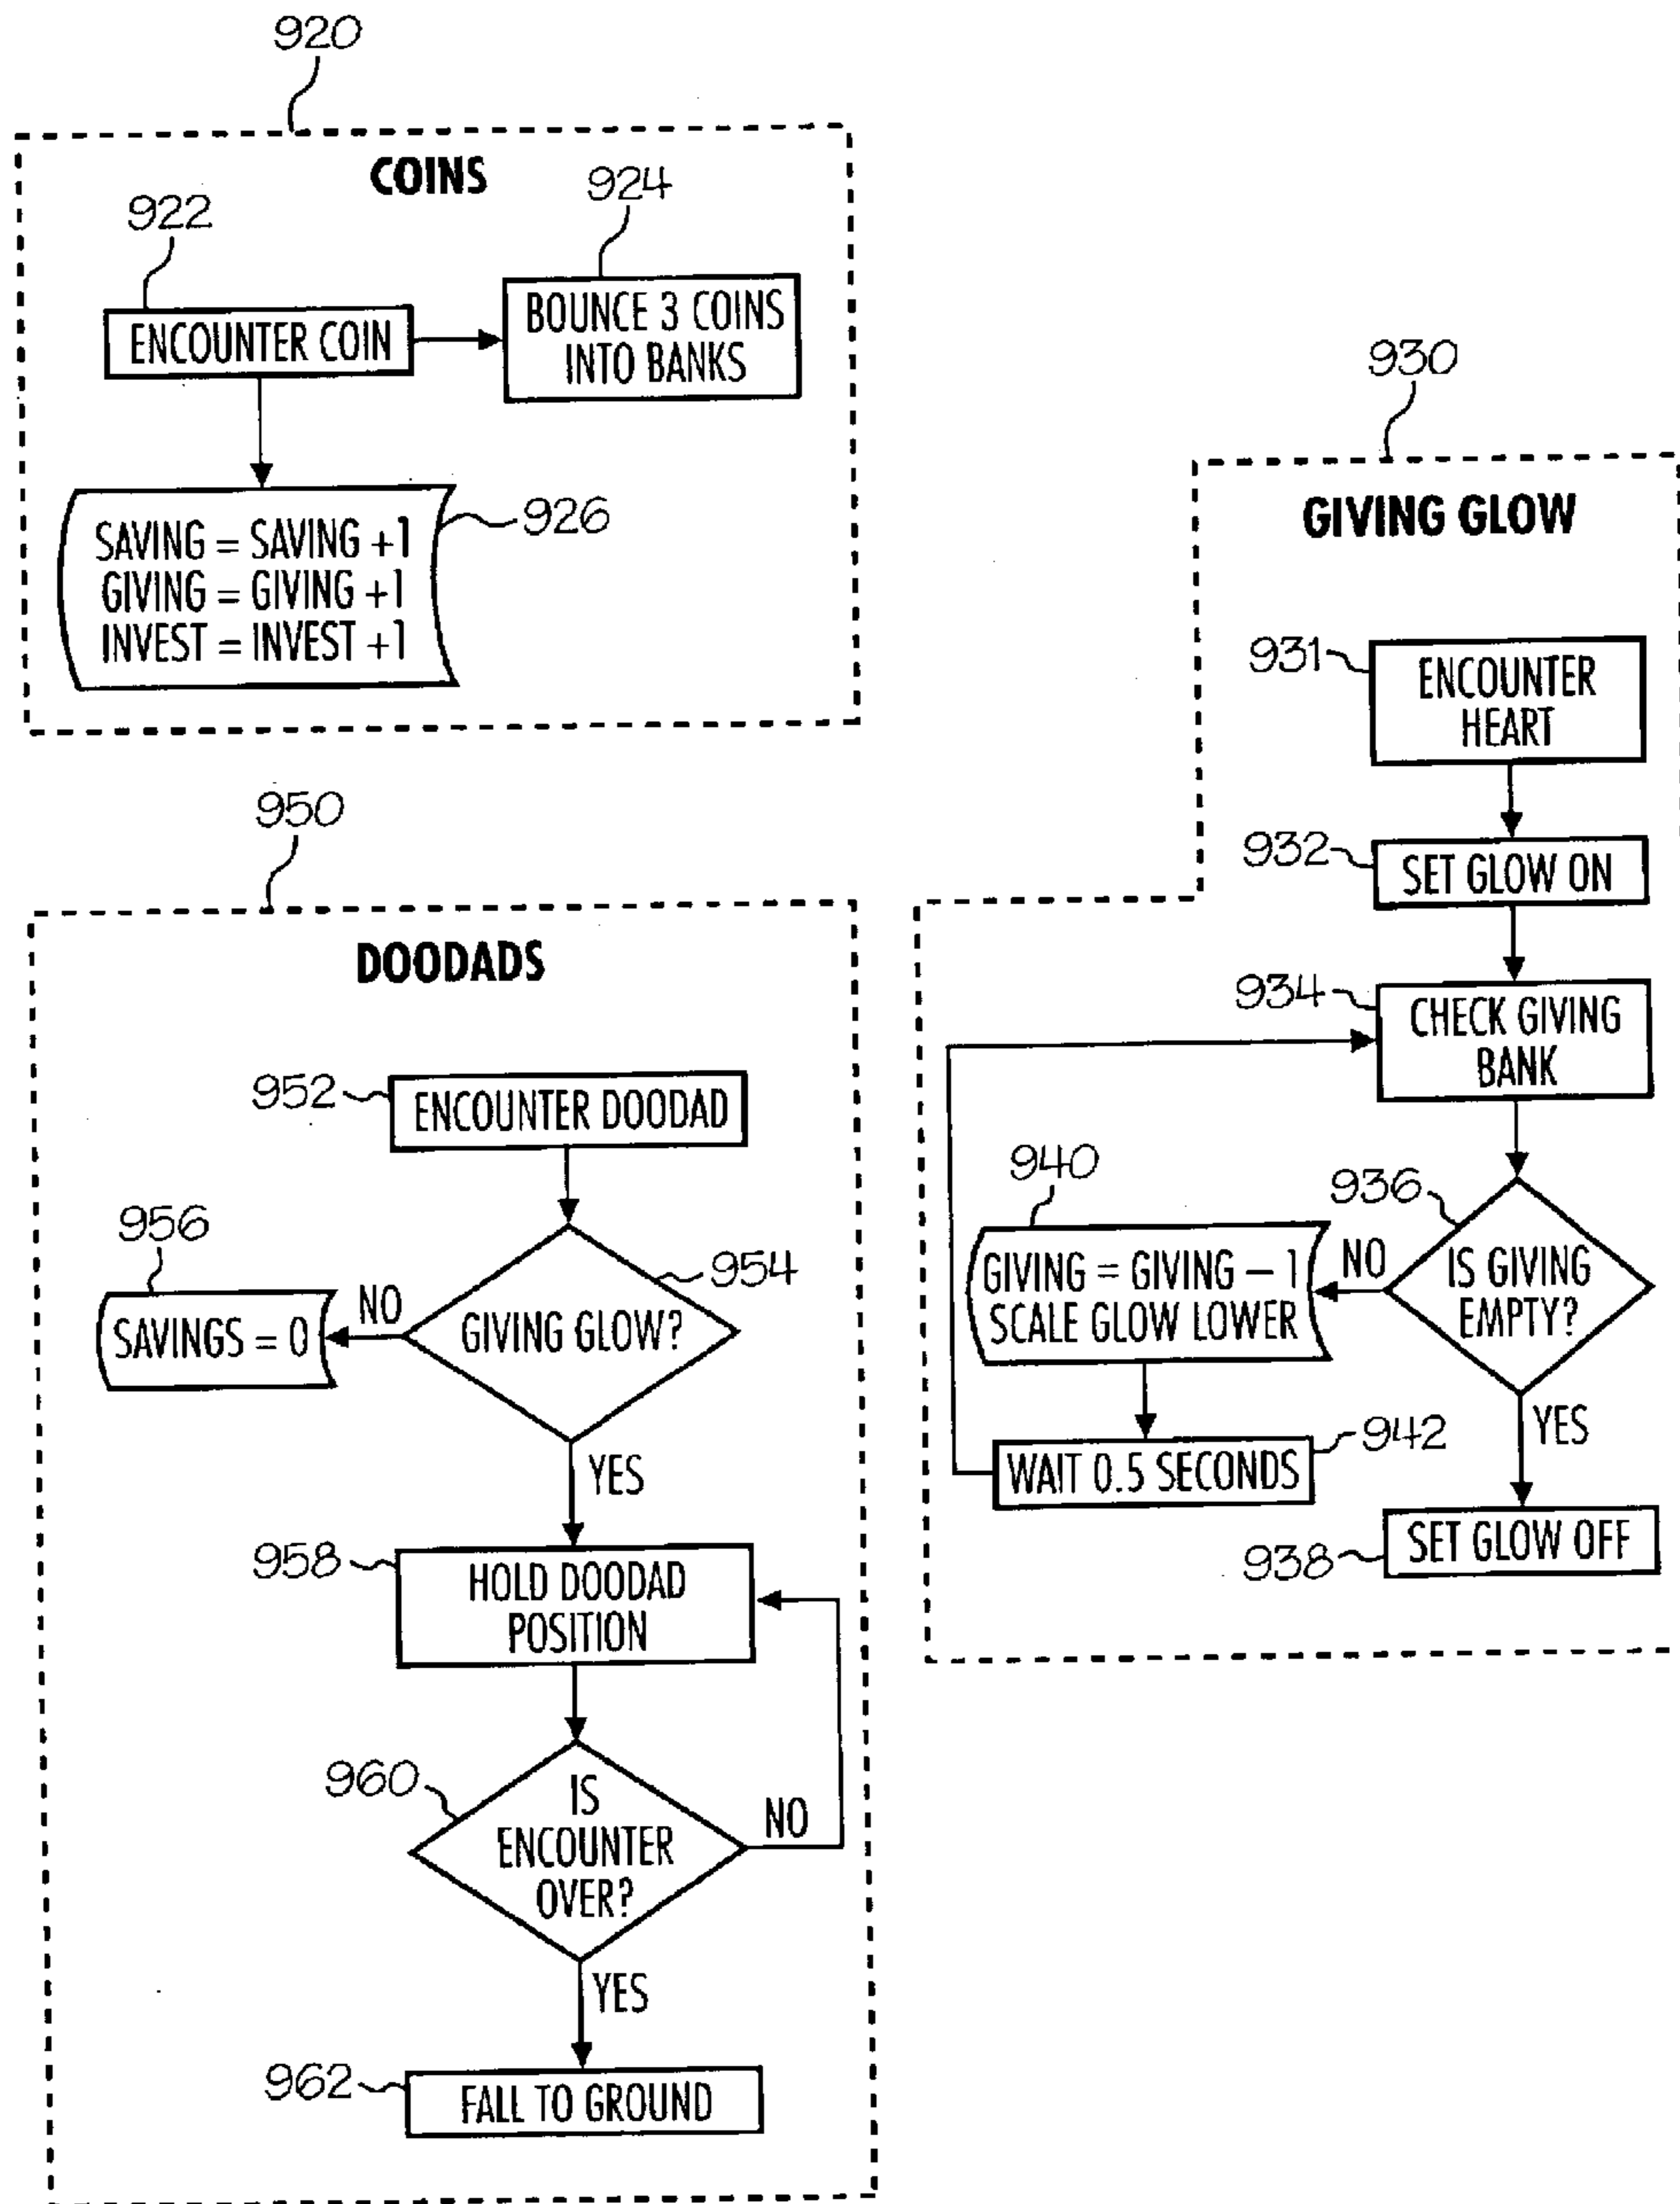 920
COINS
922
924
ENCOUNTER COIN
BOUNCE 3 COINS
INTO BANKS
926
SAVING = SAVING +1
GIVING = GIVING +1
INVEST = INVEST +1
930
GIVING GLOW
931
ENCOUNTER
HEART
932
SET GLOW ON
934
CHECK GIVING
BANK
936
IS GIVING
EMPTY?
NO
940
GIVING = GIVING – 1
SCALE GLOW LOWER
942
WAIT 0.5 SECONDS
YES
938
SET GLOW OFF
950
DOODADS
952
ENCOUNTER DOODAD
954
GIVING GLOW?
NO
956
SAVINGS = 0
YES
958
HOLD DOODAD
POSITION
960
IS
ENCOUNTER
OVER?
NO
YES
962
FALL TO GROUND